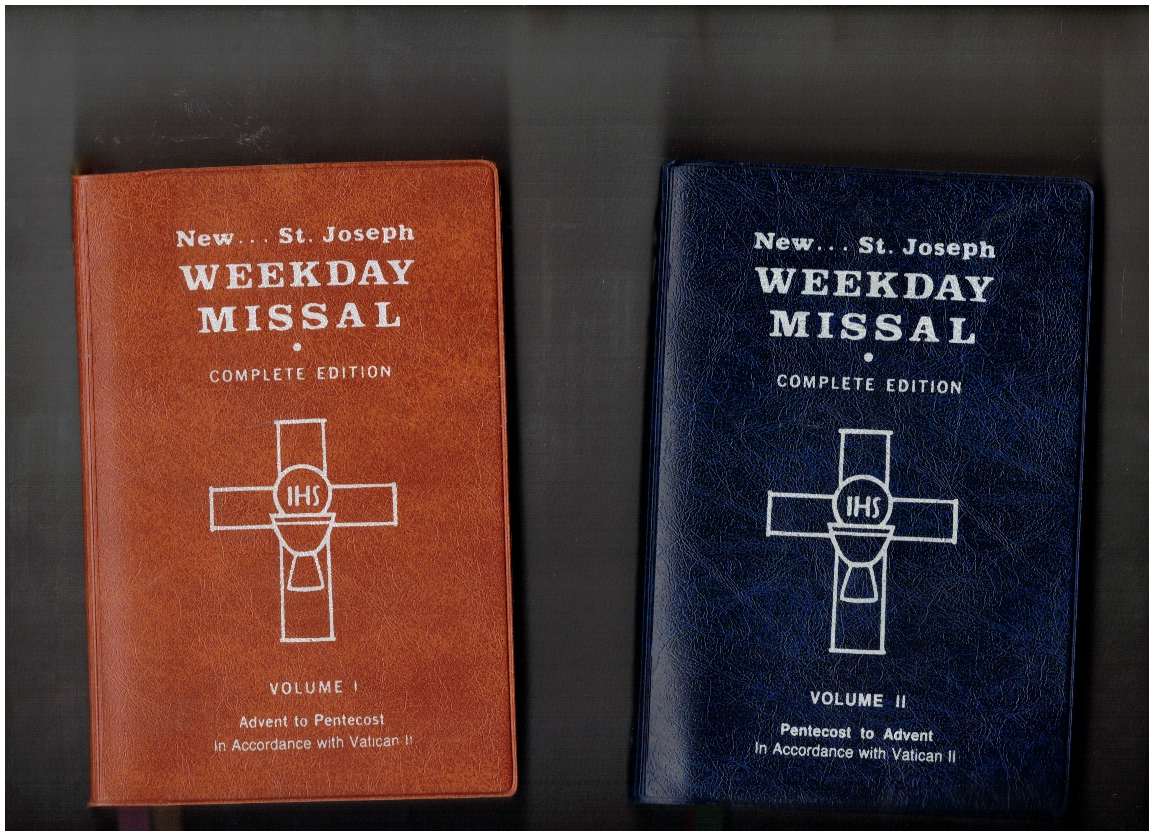 New... St. Joseph
WEEKDAY
MISSAL
•
COMPLETE EDITION
IHS
VOLUME I
Advent to Pentecost
In Accordance with Vatican II
New... St. Joseph
WEEKDAY
MISSAL
•
COMPLETE EDITION
IHS
VOLUME II
Pentecost to Advent
In Accordance with Vatican II